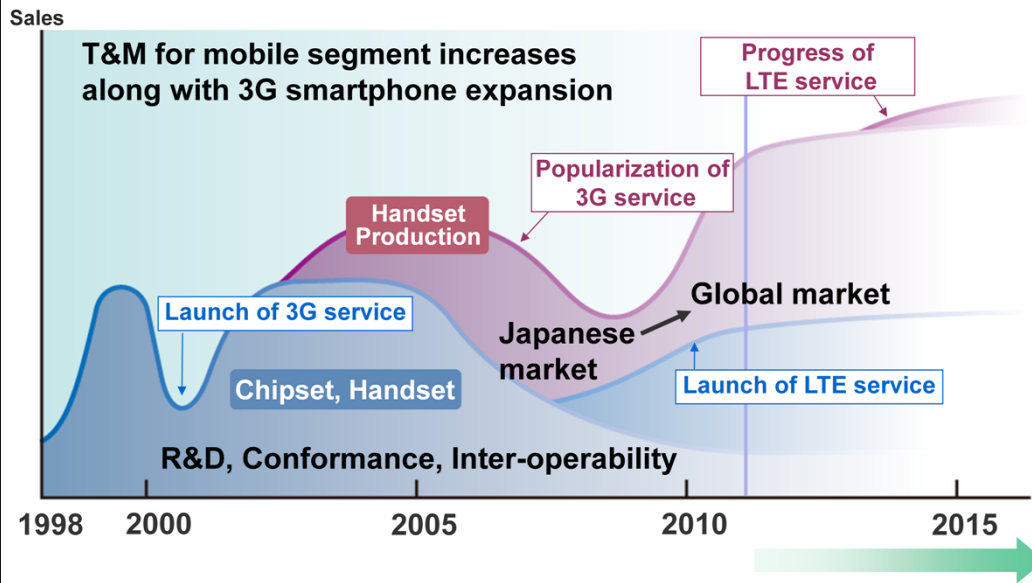 Sales
T&M for mobile segment increases
along with 3G smartphone expansion
Progress of
LTE service
Popularization of
3G service
Handset
Production
Launch of 3G service
Global market
Japanese
market
Chipset, Handset
Launch of LTE service
R&D, Conformance, Inter-operability
1998
2000
2005
2010
2015